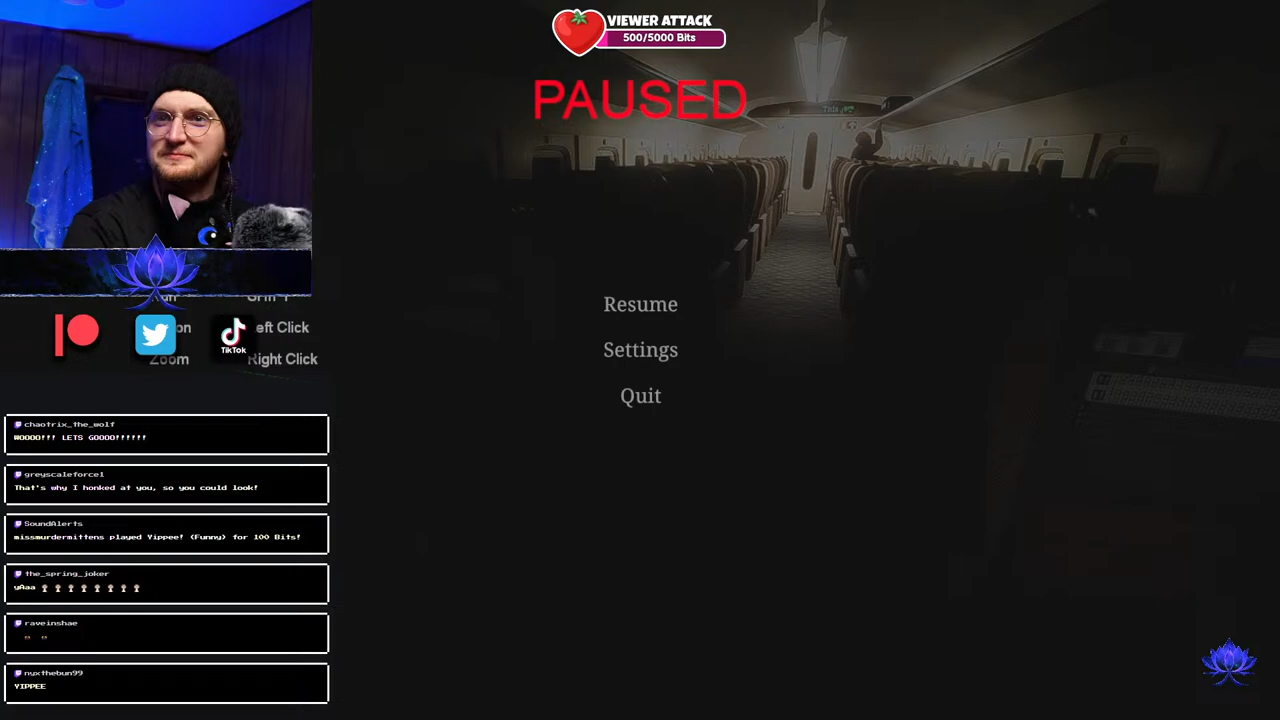 VIEWER ATTACK
500/5000 Bits
PAUSED
Resume
Settings
Quit
Left Click
TikTok
Zoom
Right Click
chaotrix_the_wolf
WOOOO!!! LETS GOOOO!!!!!!
greyscaleforce1
That's why I honked at you, so you could look!
SoundAlerts
missmurdermittens played Yippee! (Funny) for 100 Bits!
the_spring_joker
yAaa
raveinshae
nyxthebun99
YIPPEE